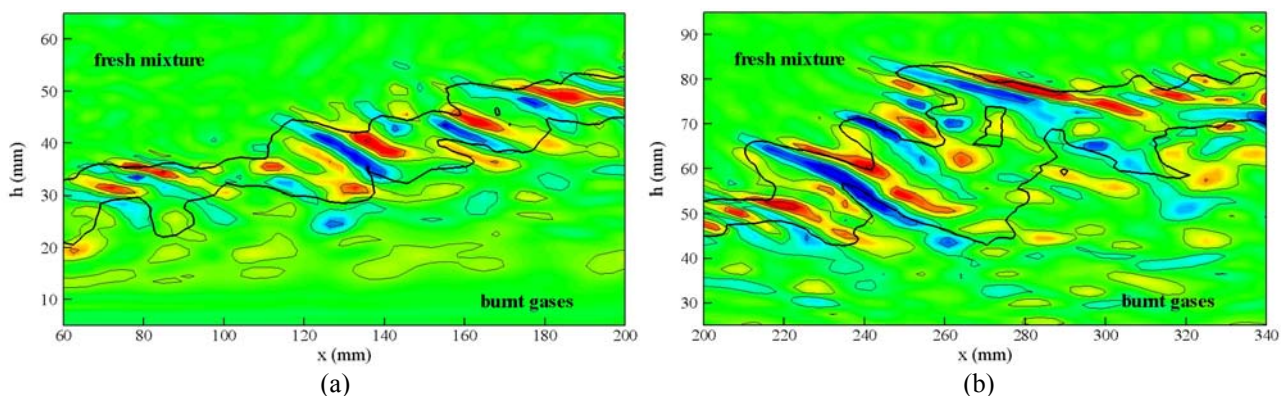 60
50
40
30
20
10
h (mm)
fresh mixture
burnt gases
60 80 100 120 140 160 180 200
x (mm)
(a)
90
80
70
60
50
40
30
h (mm)
fresh mixture
burnt gases
200 220 240 260 280 300 320 340
x (mm)
(b)